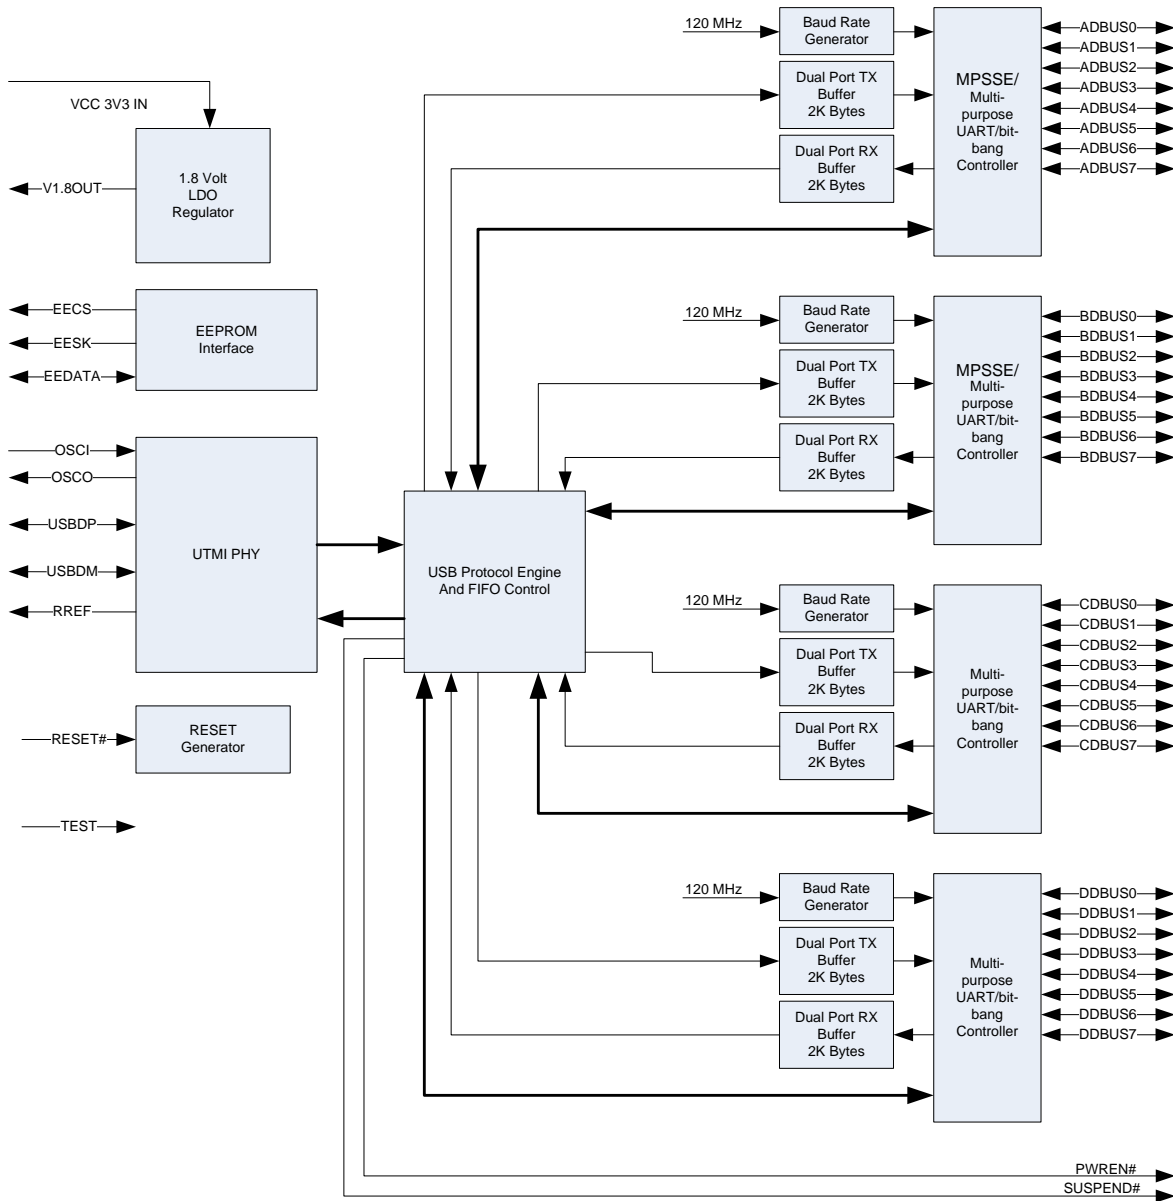 VCC 3V3 IN
1.8 Volt
LDO
Regulator
V1.8OUT
EECS
EESK
EEDATA
EEPROM
Interface
OSCI
OSCO
USBDP
USBDM
RREF
UTMI PHY
RESET#
RESET
Generator
TEST
USB Protocol Engine
And FIFO Control
120 MHz
Baud Rate
Generator
Dual Port TX
Buffer
2K Bytes
Dual Port RX
Buffer
2K Bytes
MPSSE/
Multi-
purpose
UART/bit-
bang
Controller
ADBUS0
ADBUS1
ADBUS2
ADBUS3
ADBUS4
ADBUS5
ADBUS6
ADBUS7
120 MHz
Baud Rate
Generator
Dual Port TX
Buffer
2K Bytes
Dual Port RX
Buffer
2K Bytes
MPSSE/
Multi-
purpose
UART/bit-
bang
Controller
BDBUS0
BDBUS1
BDBUS2
BDBUS3
BDBUS4
BDBUS5
BDBUS6
BDBUS7
120 MHz
Baud Rate
Generator
Dual Port TX
Buffer
2K Bytes
Dual Port RX
Buffer
2K Bytes
Multi-
purpose
UART/bit-
bang
Controller
CDBUS0
CDBUS1
CDBUS2
CDBUS3
CDBUS4
CDBUS5
CDBUS6
CDBUS7
120 MHz
Baud Rate
Generator
Dual Port TX
Buffer
2K Bytes
Dual Port RX
Buffer
2K Bytes
Multi-
purpose
UART/bit-
bang
Controller
DDBUS0
DDBUS1
DDBUS2
DDBUS3
DDBUS4
DDBUS5
DDBUS6
DDBUS7
PWREN#
SUSPEND#